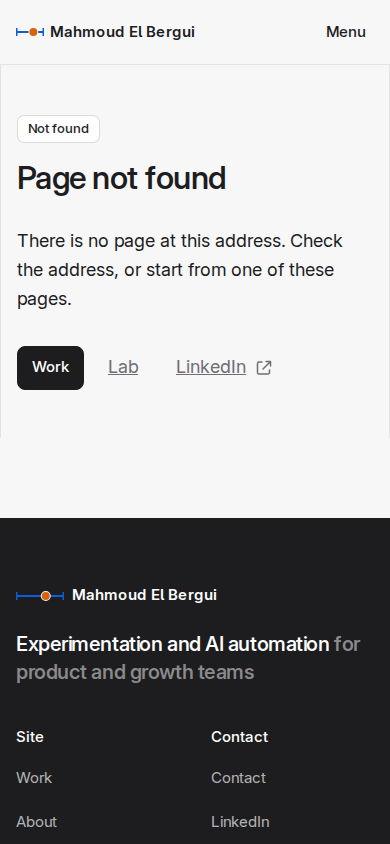 Mahmoud El Bergui
Menu
Not found
Page not found
There is no page at this address. Check
the address, or start from one of these
pages.
Work
Lab
LinkedIn
Mahmoud El Bergui
Experimentation and AI automation for
product and growth teams
Site
Contact
Work
Contact
About
LinkedIn